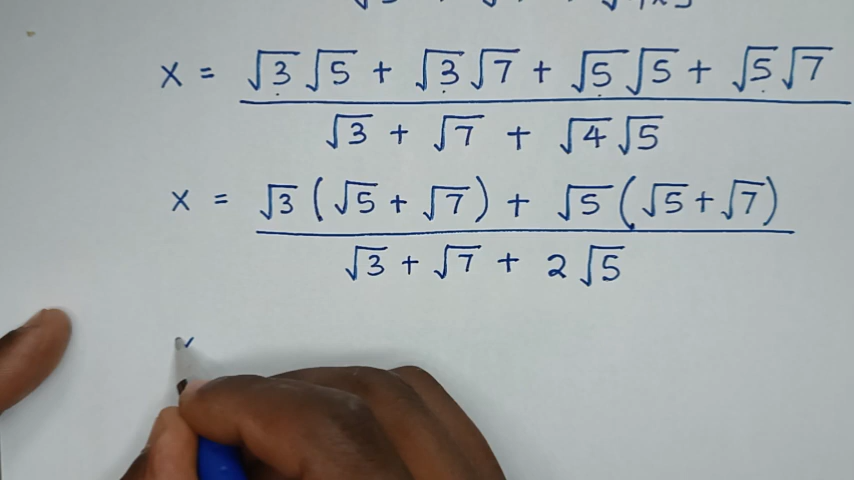 x = √3 √5 + √3 √7 + √5 √5 + √5 √7
√3 + √7 + √4 √5
x = √3 (√5 + √7) + √5 (√5 + √7)
√3 + √7 + 2 √5